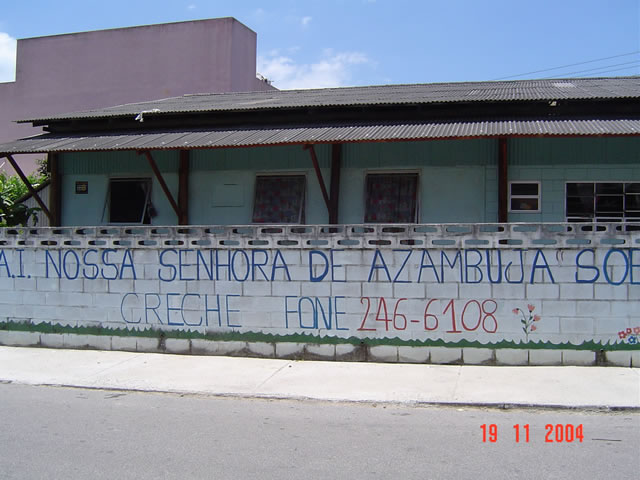 A.I. NOSSA SENHORA DE AZAMBUJA" SOB
CRECHE FONE 246-6108
19 11 2004